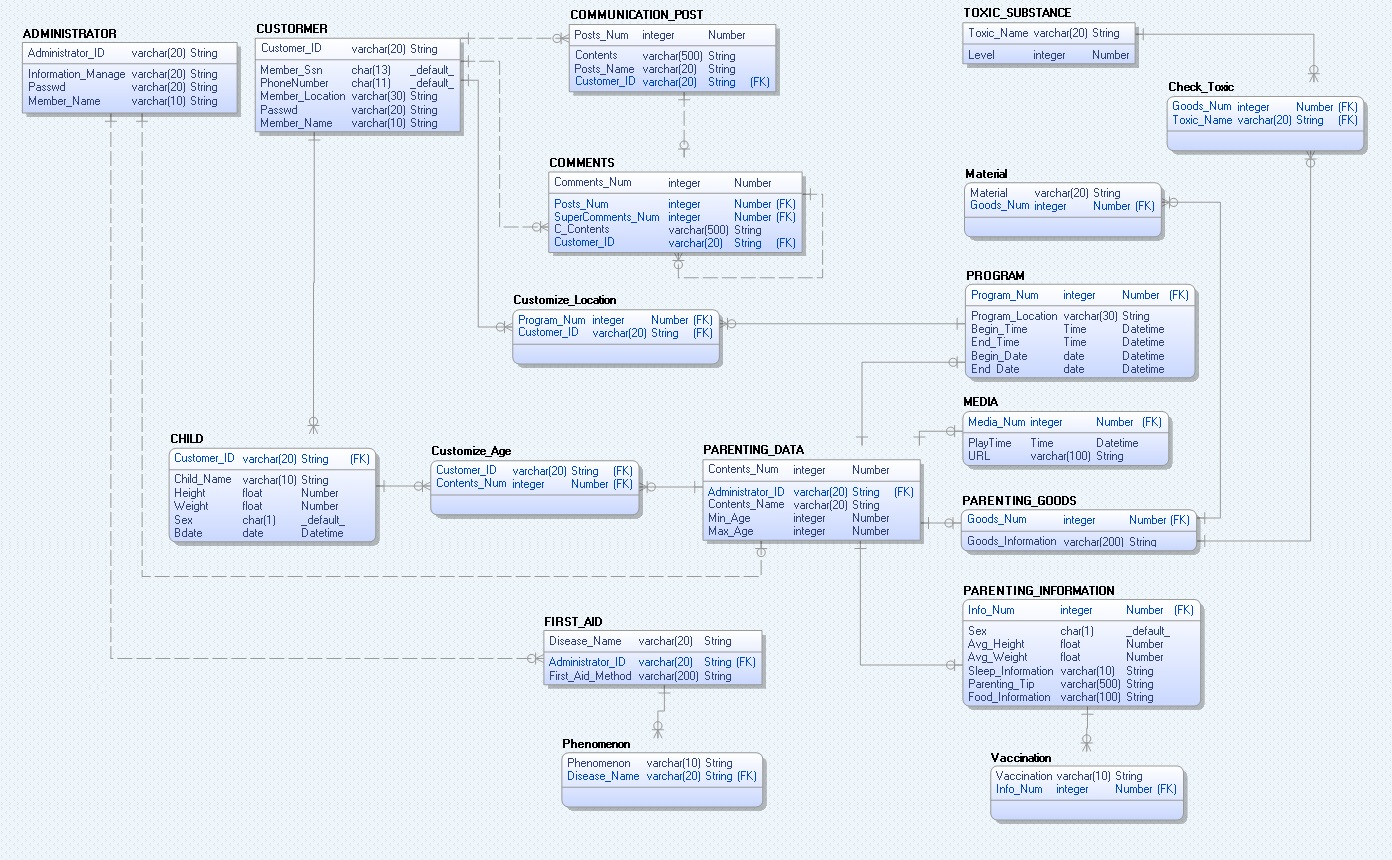 ADMINISTRATOR
Administrator_ID varchar(20) String
Information_Manage varchar(20) String
Passwd varchar(20) String
Member_Name varchar(10) String
CUSTORMER
Customer_ID varchar(20) String
Member_Ssn char(13) _default_
PhoneNumber char(11) _default_
Member_Location varchar(30) String
Passwd varchar(20) String
Member_Name varchar(10) String
COMMUNICATION_POST
Posts_Num integer Number
Contents varchar(500) String
Posts_Name varchar(20) String
Customer_ID varchar(20) String (FK)
TOXIC_SUBSTANCE
Toxic_Name varchar(20) String
Level integer Number
Check_Toxic
Goods_Num integer Number (FK)
Toxic_Name varchar(20) String (FK)
COMMENTS
Comments_Num integer Number
Posts_Num integer Number (FK)
SuperComments_Num integer Number (FK)
C_Contents varchar(500) String
Customer_ID varchar(20) String (FK)
Material
Material varchar(20) String
Goods_Num integer Number (FK)
Customize_Location
Program_Num integer Number (FK)
Customer_ID varchar(20) String (FK)
PROGRAM
Program_Num integer Number (FK)
Program_Location varchar(30) String
Begin_Time Time Datetime
End_Time Time Datetime
Begin_Date date Datetime
End_Date date Datetime
MEDIA
Media_Num integer Number (FK)
PlayTime Time Datetime
URL varchar(100) String
CHILD
Customer_ID varchar(20) String (FK)
Child_Name varchar(10) String
Height float Number
Weight float Number
Sex char(1) _default_
Bdate date Datetime
Customize_Age
Customer_ID varchar(20) String (FK)
Contents_Num integer Number (FK)
PARENTING_DATA
Contents_Num integer Number
Administrator_ID varchar(20) String (FK)
Contents_Name varchar(20) String
Min_Age integer Number
Max_Age integer Number
PARENTING_GOODS
Goods_Num integer Number (FK)
Goods_Information varchar(200) String
PARENTING_INFORMATION
Info_Num integer Number (FK)
Sex char(1) _default_
Avg_Height float Number
Avg_Weight float Number
Sleep_Information varchar(10) String
Parenting_Tip varchar(500) String
Food_Information varchar(100) String
FIRST_AID
Disease_Name varchar(20) String
Administrator_ID varchar(20) String (FK)
First_Aid_Method varchar(200) String
Phenomenon
Phenomenon varchar(10) String
Disease_Name varchar(20) String (FK)
Vaccination
Vaccination varchar(10) String
Info_Num integer Number (FK)